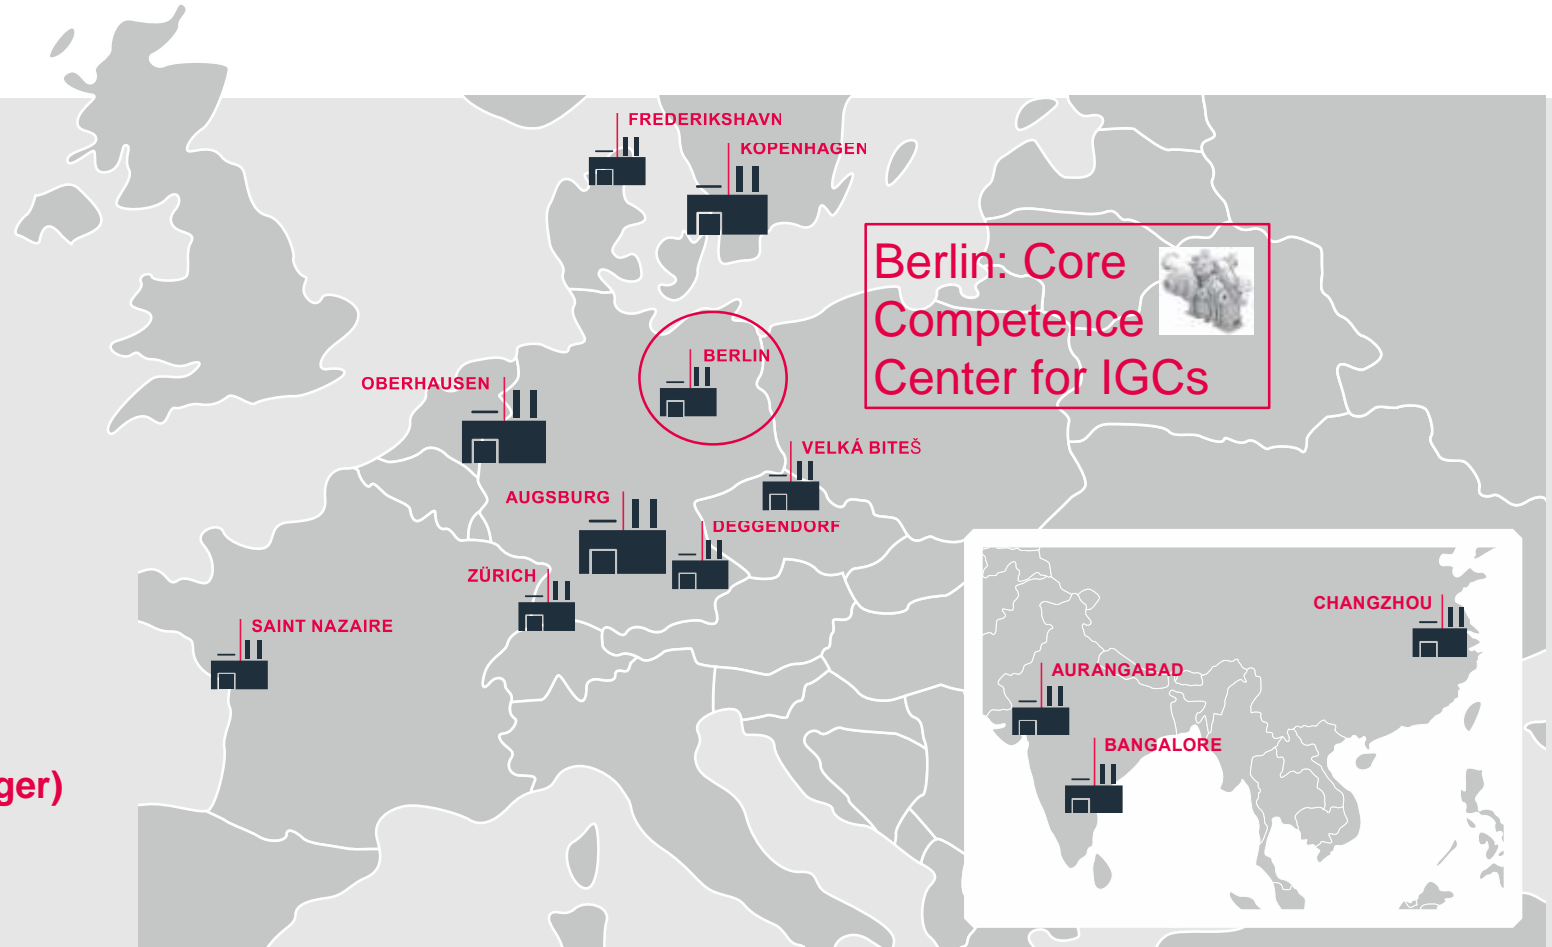 FREDERIKSHAVN
KOPENHAGEN
Berlin: Core
Competence
Center for IGCs
BERLIN
OBERHAUSEN
VELKÁ BITEŠ
AUGSBURG
DEGGENDORF
ZÜRICH
CHANGZHOU
SAINT NAZAIRE
AURANGABAD
BANGALORE
ger)